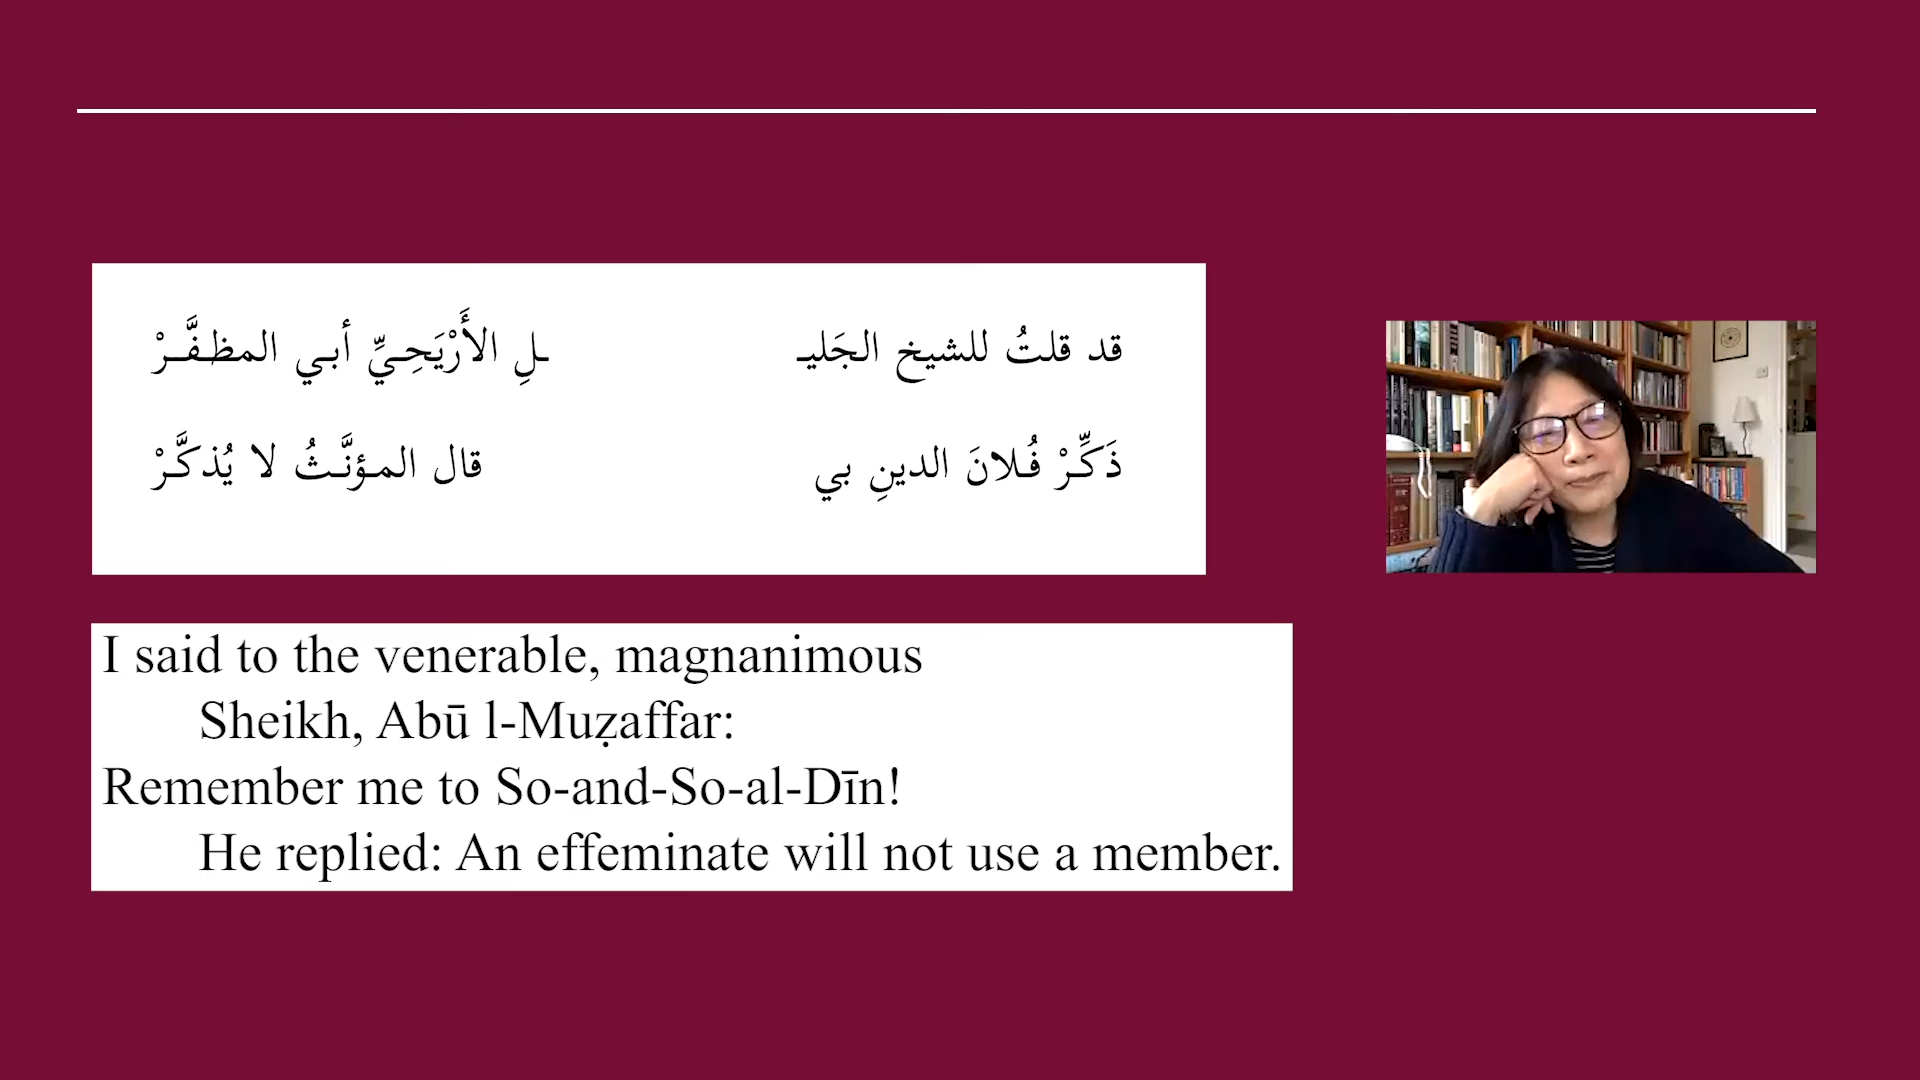 قد قلتُ للشيخ الجَليـ ـلِ الأَرْيَحِيِّ أبي المظفَّرْ
ذَكِّرْ فُلانَ الدينِ بي قال المؤنَّثُ لا يُذكَّرْ
I said to the venerable, magnanimous
Sheikh, Abū l-Muẓaffar:
Remember me to So-and-So-al-Dīn!
He replied: An effeminate will not use a member.